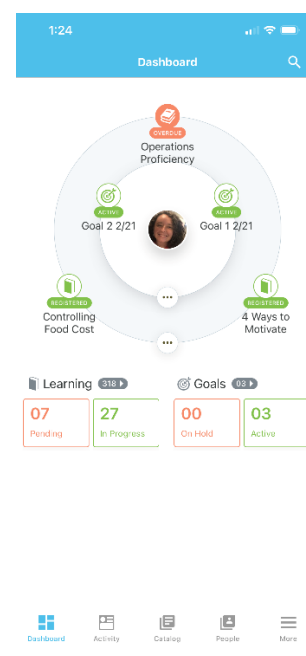 1:24
Dashboard
OVERDUE
Operations
Proficiency
ACTIVE
Goal 2 2/21
ACTIVE
Goal 1 2/21
REGISTERED
Controlling
Food Cost
REGISTERED
4 Ways to
Motivate
Learning 318
Goals 03
07
Pending
27
In Progress
00
On Hold
03
Active
Dashboard
Activity
Catalog
People
More